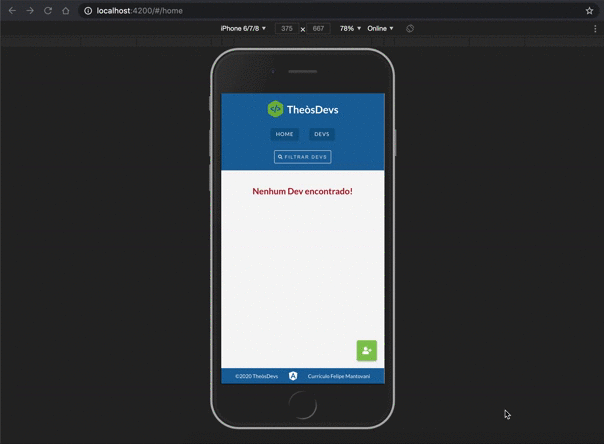 localhost:4200/#/home
iPhone 6/7/8 ▼ 375 x 667 78% ▼ Online ▼
</> TheòsDevs
HOME DEVS
FILTRAR DEVS
Nenhum Dev encontrado!
©2020 TheòsDevs A Currículo Felipe Mantovani